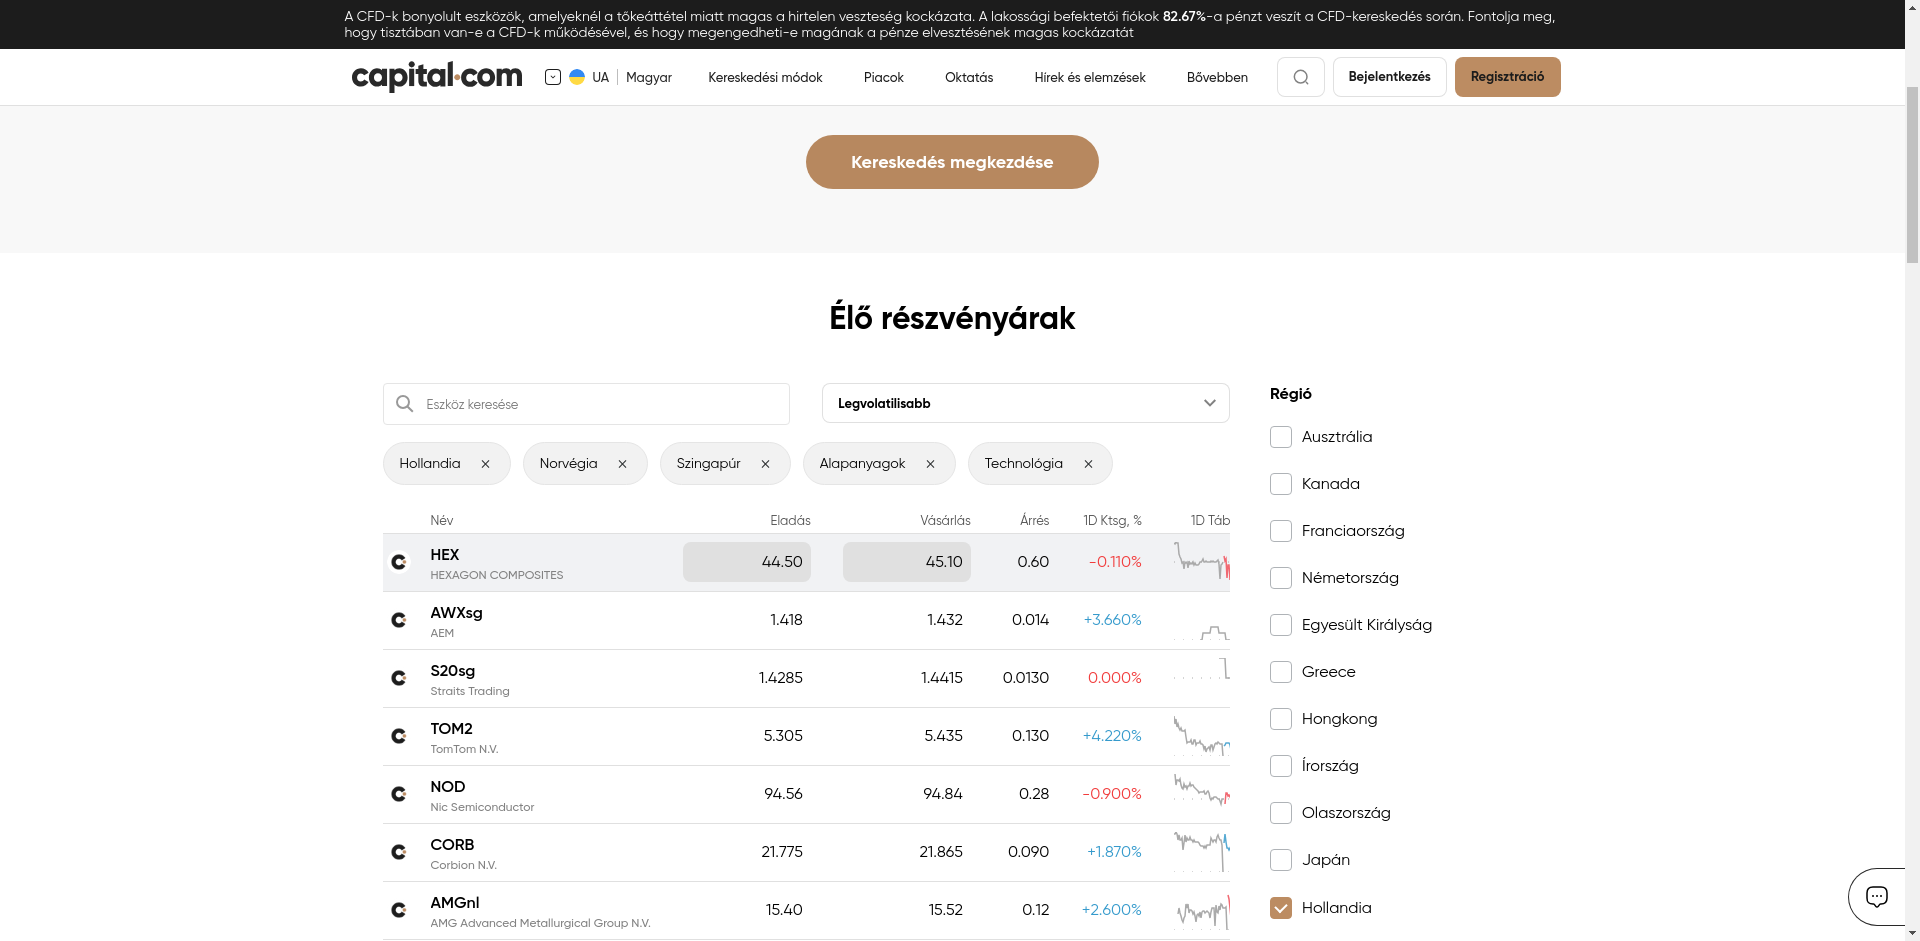 A CFD-k bonyolult eszközök, amelyeknél a tőkeáttétel miatt magas a hirtelen veszteség kockázata. A lakossági befektetői fiókok 82.67%-a pénzt veszít a CFD-kereskedés során. Fontolja meg,
hogy tisztában van-e a CFD-k működésével, és hogy megengedheti-e magának a pénze elvesztésének magas kockázatát
capital.com
UA
Magyar
Kereskedési módok
Piacok
Oktatás
Hírek és elemzések
Bővebben
Bejelentkezés
Regisztráció
Kereskedés megkezdése
Élő részvényárak
Eszköz keresése
Legvolatilisabb
Hollandia
Norvégia
Szingapúr
Alapanyagok
Technológia
Név Eladás Vásárlás Árrés 1D Ktsg, % 1D Táb
HEX 44.50 45.10 0.60 -0.110%
HEXAGON COMPOSITES
AWXsg 1.418 1.432 0.014 +3.660%
AEM
S20sg 1.4285 1.4415 0.0130 0.000%
Straits Trading
TOM2 5.305 5.435 0.130 +4.220%
TomTom N.V.
NOD 94.56 94.84 0.28 -0.900%
Nic Semiconductor
CORB 21.775 21.865 0.090 +1.870%
Corbion N.V.
AMGnl 15.40 15.52 0.12 +2.600%
AMG Advanced Metallurgical Group N.V.
Régió
Ausztrália
Kanada
Franciaország
Németország
Egyesült Királyság
Greece
Hongkong
Írország
Olaszország
Japán
Hollandia